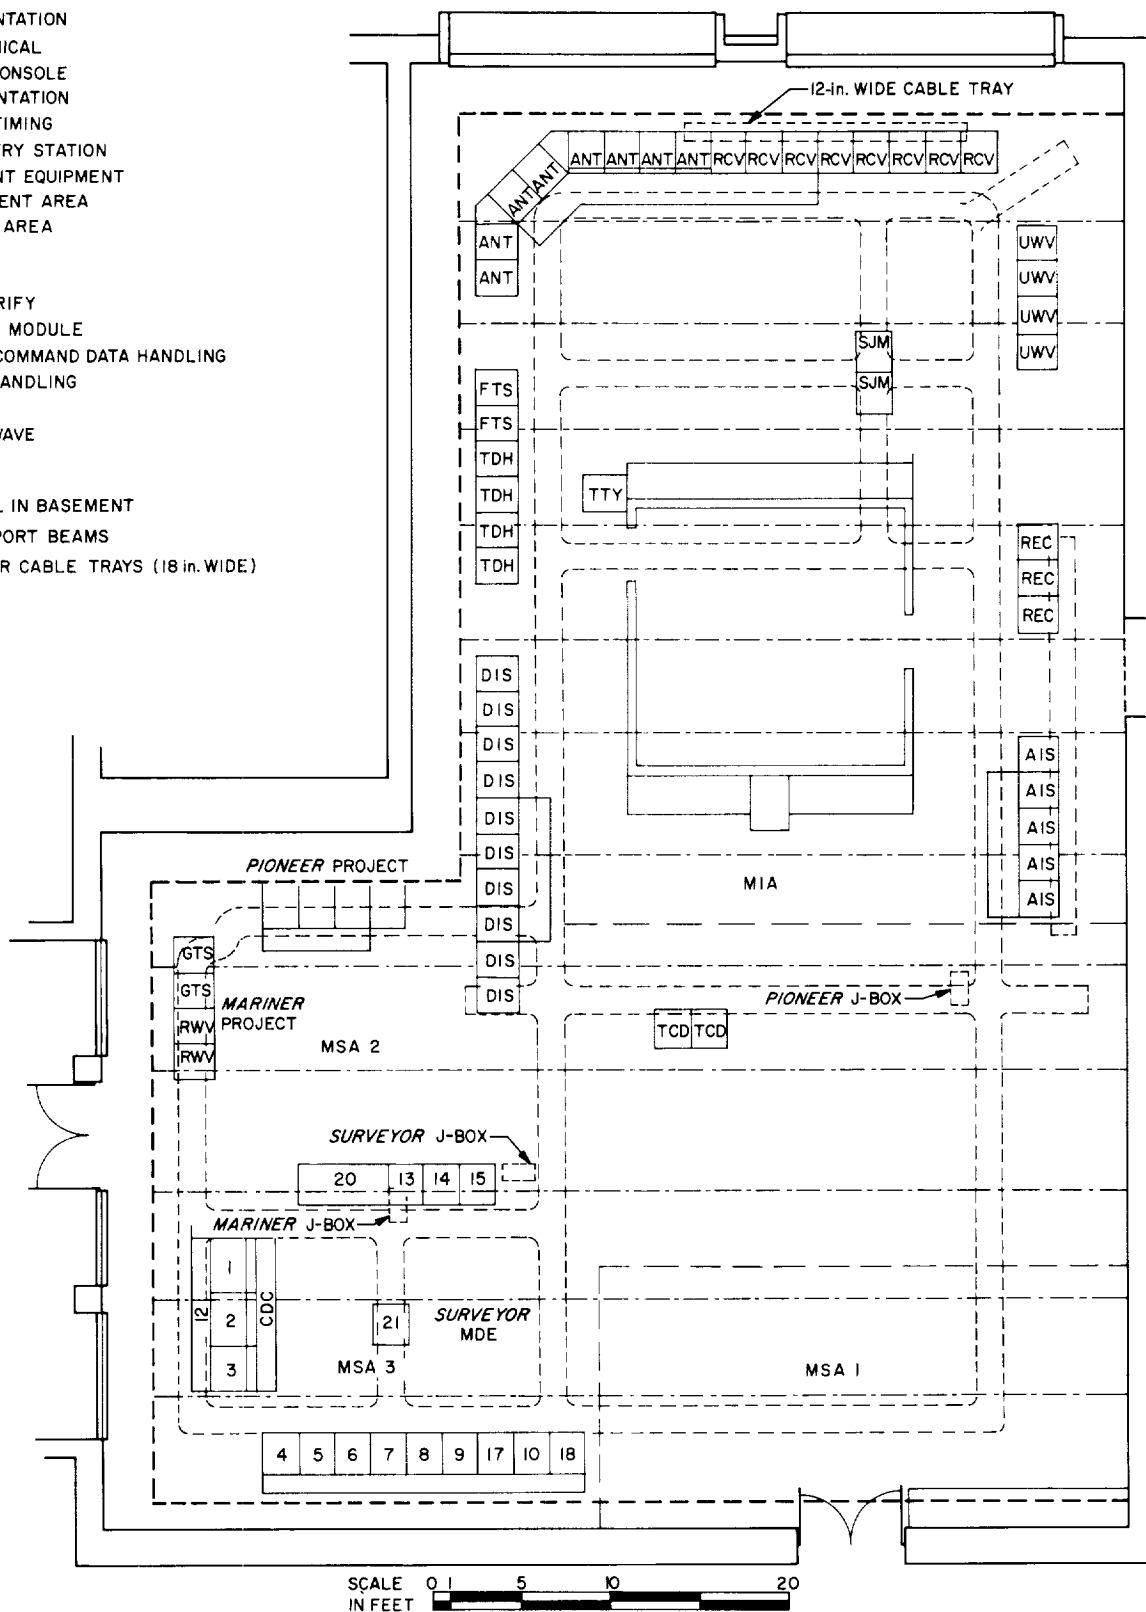 NTATION
NICAL
ONSOLE
NTATION
TIMING
RY STATION
NT EQUIPMENT
ENT AREA
AREA
RIFY
MODULE
COMMAND DATA HANDLING
ANDLING
WAVE
L IN BASEMENT
PORT BEAMS
R CABLE TRAYS (18 in. WIDE)
12-in. WIDE CABLE TRAY
ANT ANT ANT ANT RCV RCV RCV RCV RCV RCV RCV RCV
ANT
ANT
ANT
ANT
UWV
UWV
UWV
UWV
SJM
SJM
FTS
FTS
TDH
TDH
TDH
TDH
TTY
REC
REC
REC
DIS
DIS
DIS
DIS
DIS
DIS
DIS
DIS
DIS
DIS
AIS
AIS
AIS
AIS
AIS
MIA
PIONEER PROJECT
GTS
GTS
RWV
RWV
MARINER
PROJECT
MSA 2
PIONEER J-BOX
TCD TCD
SURVEYOR J-BOX
20 13 14 15
MARINER J-BOX
1
2
3
12
CDC
21
SURVEYOR
MDE
MSA 3
MSA 1
4 5 6 7 8 9 17 10 18
SCALE
IN FEET
0 1 5 10 20